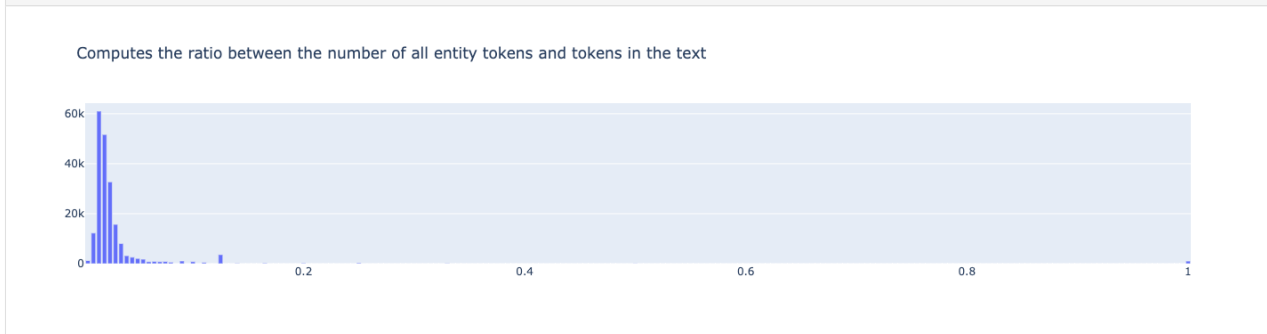 Computes the ratio between the number of all entity tokens and tokens in the text
60k
40k
20k
0
0.2
0.4
0.6
0.8
1